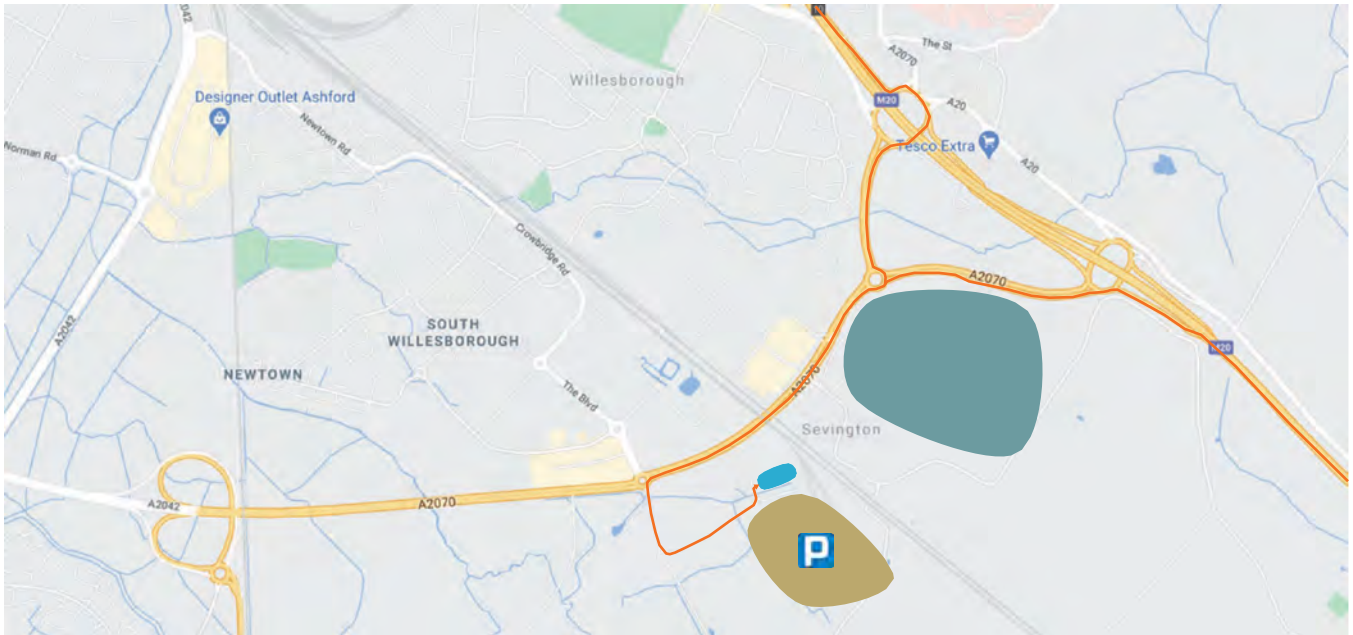 A2070
The St
Willesborough
M20
Designer Outlet Ashford
A20
Newtown Rd
Tesco Extra
Norman Rd
A20
Crowbridge Rd
A2070
A2042
SOUTH
WILLESBOROUGH
M20
NEWTOWN
A2070
The Blvd
Sevington
A2042
A2070
P